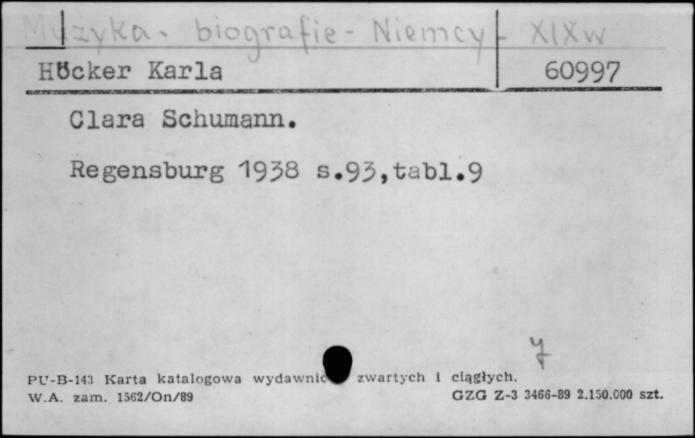 Muzyka - biografie - Niemcy - XIXw
Höcker Karla 60997
Clara Schumann.
Regensburg 1938 s.93,tabl.9
y
PU-B-143 Karta katalogowa wydawnic zwartych i ciągłych.
W.A. zam. 1562/On/89 GZG Z-3 3466-89 2.150.000 szt.